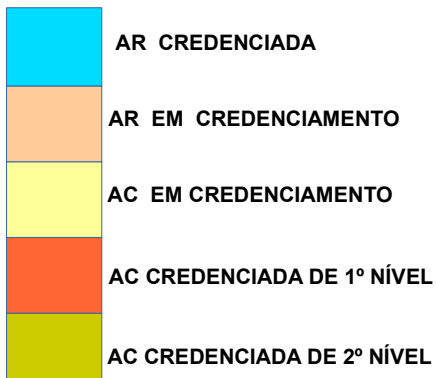 AR CREDENCIADA
AR EM CREDENCIAMENTO
AC EM CREDENCIAMENTO
AC CREDENCIADA DE 1º NÍVEL
AC CREDENCIADA DE 2º NÍVEL